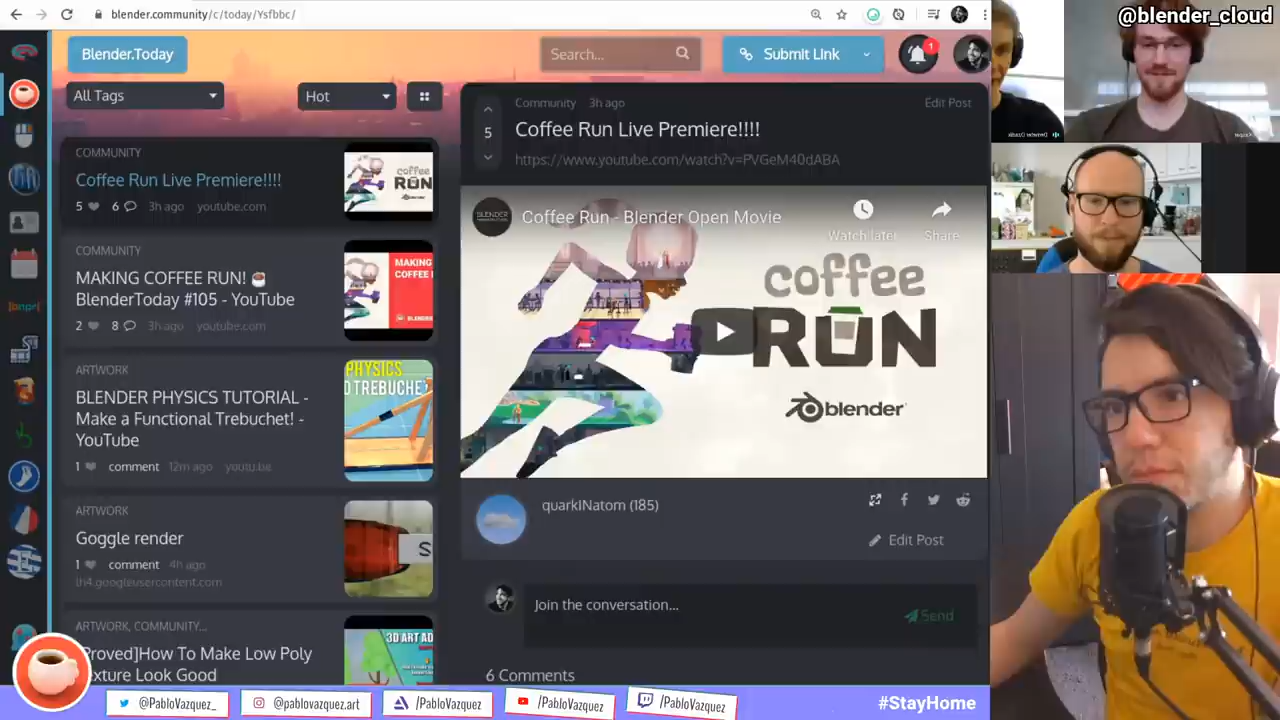 blender.community/c/today/Ysfbbc/
@blender_cloud
Blender.Today
Search...
Submit Link
1
All Tags
Hot
COMMUNITY
Coffee Run Live Premiere!!!!
5 6 3h ago youtube.com
COMMUNITY
MAKING COFFEE RUN! ☕
BlenderToday #105 - YouTube
2 8 3h ago youtube.com
MAKING
COFFEE
ARTWORK
BLENDER PHYSICS TUTORIAL -
Make a Functional Trebuchet! -
YouTube
1 comment 12m ago youtu.be
PHYSICS
TREBUCHE
ARTWORK
Goggle render
1 comment 4h ago
lh4.googleusercontent.com
ARTWORK, COMMUNITY...
Proved]How To Make Low Poly
exture Look Good
3D ART AD
Community 3h ago
Edit Post
5
Coffee Run Live Premiere!!!!
https://www.youtube.com/watch?v=PVGeM40dABA
Coffee Run - Blender Open Movie
Watch later
Share
coffee
RUN
blender
quarkINatom (185)
Edit Post
Join the conversation...
Send
6 Comments
@PabloVazquez_
@pablovazquez.art
/PabloVazquez
/PabloVazquez
/PabloVazquez
#StayHome